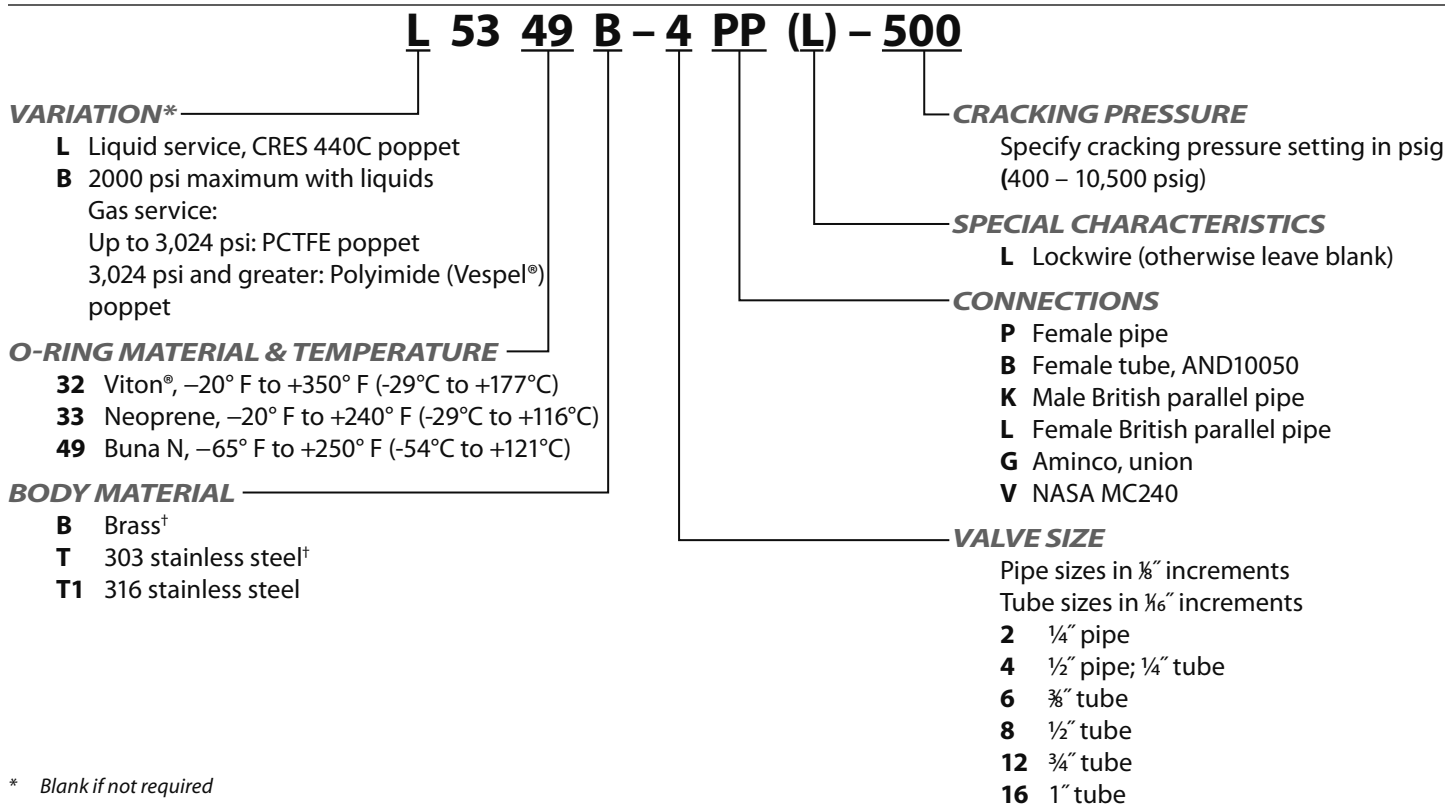 L 53 49 B – 4 PP (L) – 500
VARIATION*
L Liquid service, CRES 440C poppet
B 2000 psi maximum with liquids
Gas service:
Up to 3,024 psi: PCTFE poppet
3,024 psi and greater: Polyimide (Vespel®)
poppet
O-RING MATERIAL & TEMPERATURE
32 Viton®, –20° F to +350° F (-29°C to +177°C)
33 Neoprene, –20° F to +240° F (-29°C to +116°C)
49 Buna N, –65° F to +250° F (-54°C to +121°C)
BODY MATERIAL
B Brass†
T 303 stainless steel†
T1 316 stainless steel
* Blank if not required
CRACKING PRESSURE
Specify cracking pressure setting in psig
(400 – 10,500 psig)
SPECIAL CHARACTERISTICS
L Lockwire (otherwise leave blank)
CONNECTIONS
P Female pipe
B Female tube, AND10050
K Male British parallel pipe
L Female British parallel pipe
G Aminco, union
V NASA MC240
VALVE SIZE
Pipe sizes in ⅛˝ increments
Tube sizes in 1⁄16˝ increments
2 ¼˝ pipe
4 ½˝ pipe; ¼˝ tube
6 ⅜˝ tube
8 ½˝ tube
12 ¾˝ tube
16 1˝ tube